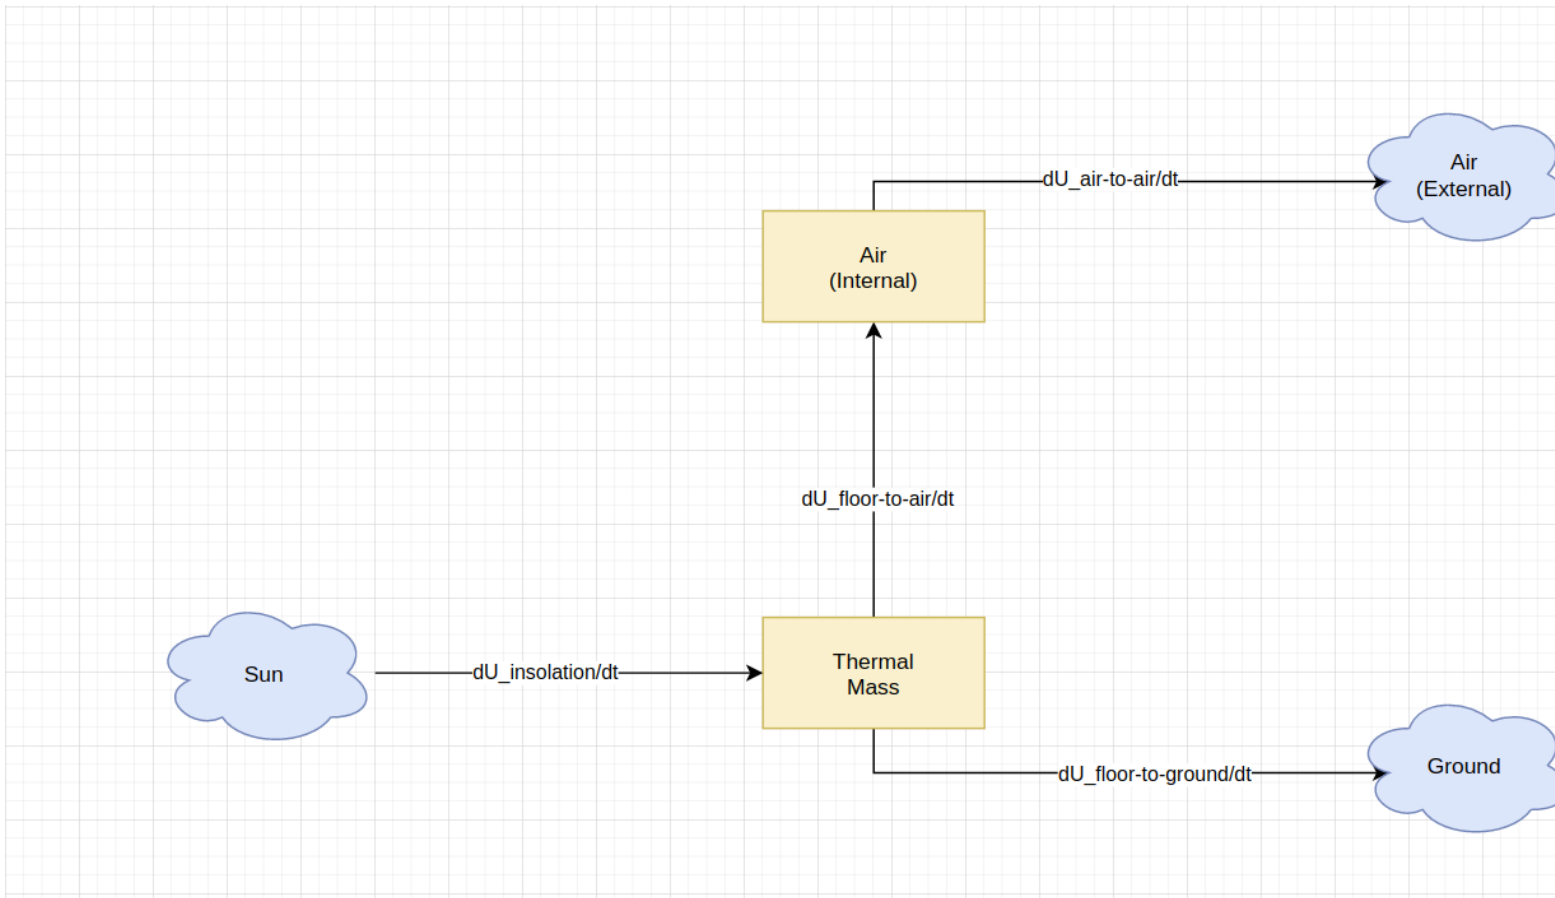 Air
(External)
dU_air-to-air/dt
Air
(Internal)
dU_floor-to-air/dt
Sun
dU_insolation/dt
Thermal
Mass
dU_floor-to-ground/dt
Ground